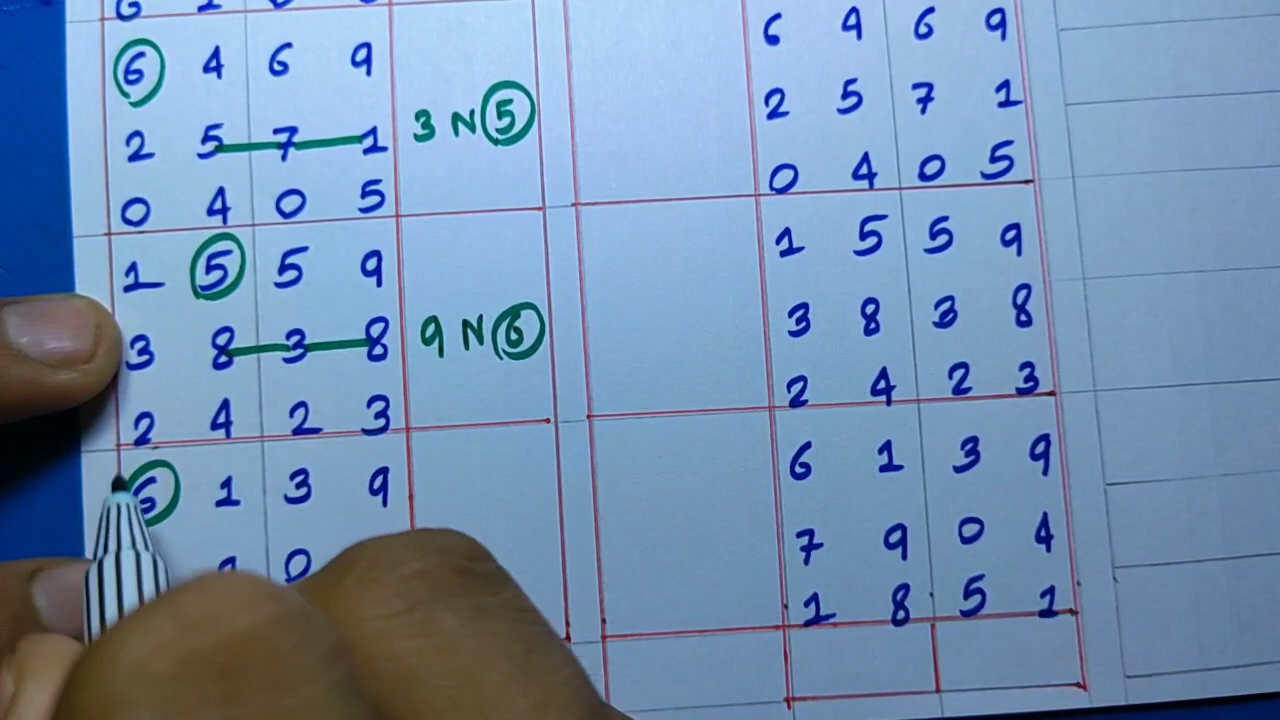 6 4 6 9
2 5 7 1 3 N 5
0 4 0 5
1 5 5 9
3 8 3 8 9 N 6
2 4 2 3
6 1 3 9
0
6 4 6 9
2 5 7 1
0 4 0 5
1 5 5 9
3 8 3 8
2 4 2 3
6 1 3 9
7 9 0 4
1 8 5 1